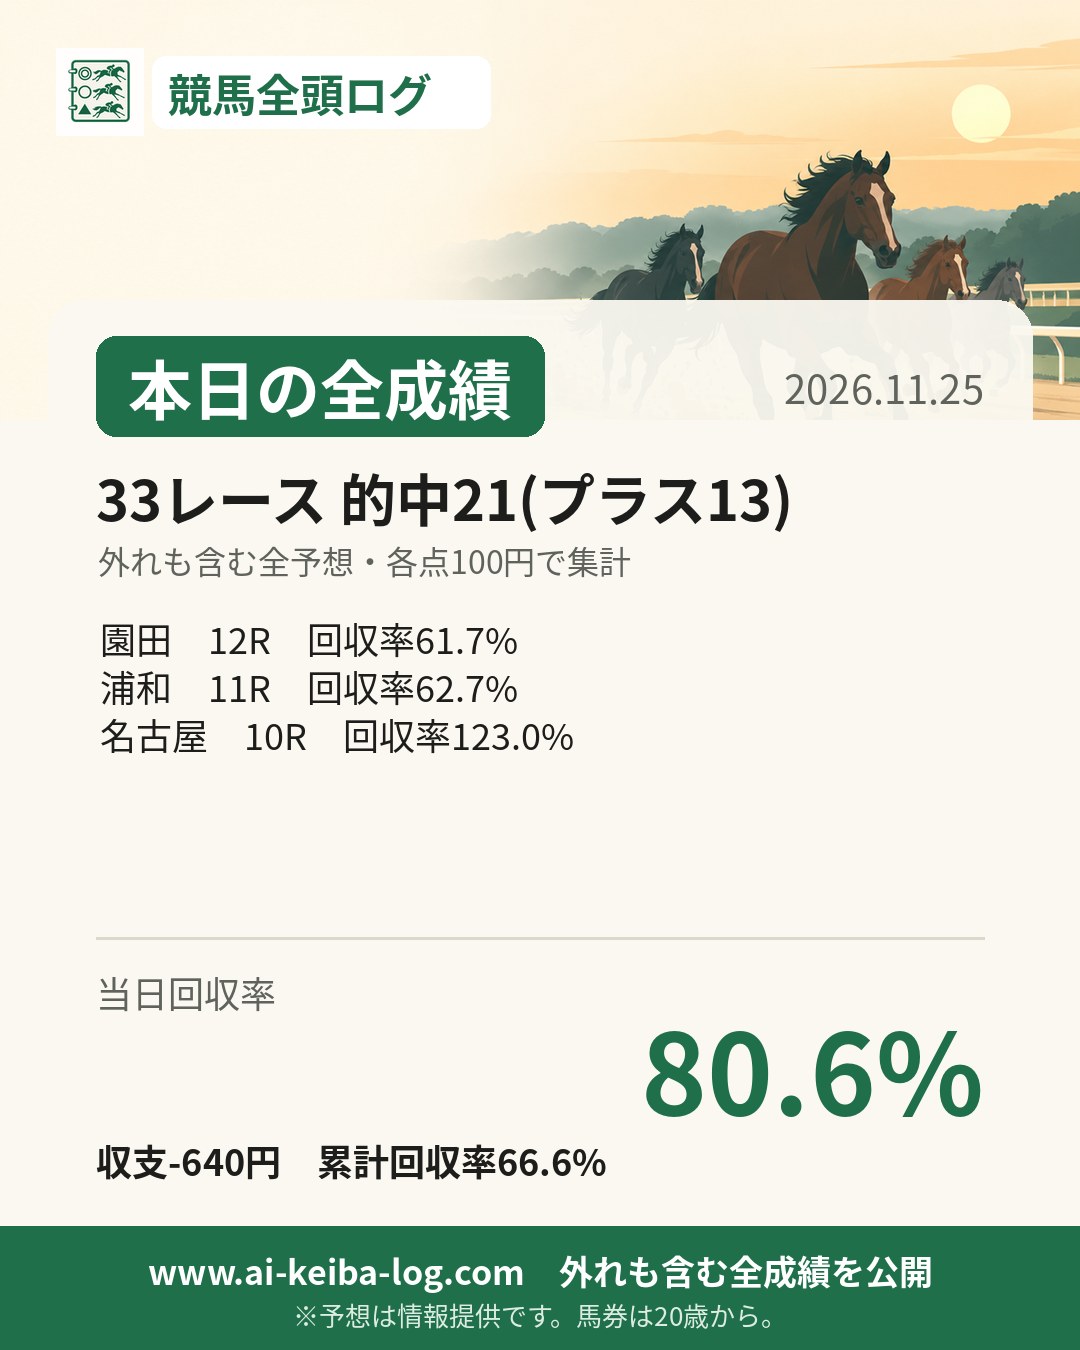 競馬全頭ログ
本日の全成績
2026.11.25
33レース 的中21(プラス13)
外れも含む全予想・各点100円で集計
園田　12R　回収率61.7%
浦和　11R　回収率62.7%
名古屋　10R　回収率123.0%
当日回収率
80.6%
収支-640円　累計回収率66.6%
www.ai-keiba-log.com　外れも含む全成績を公開
※予想は情報提供です。馬券は20歳から。